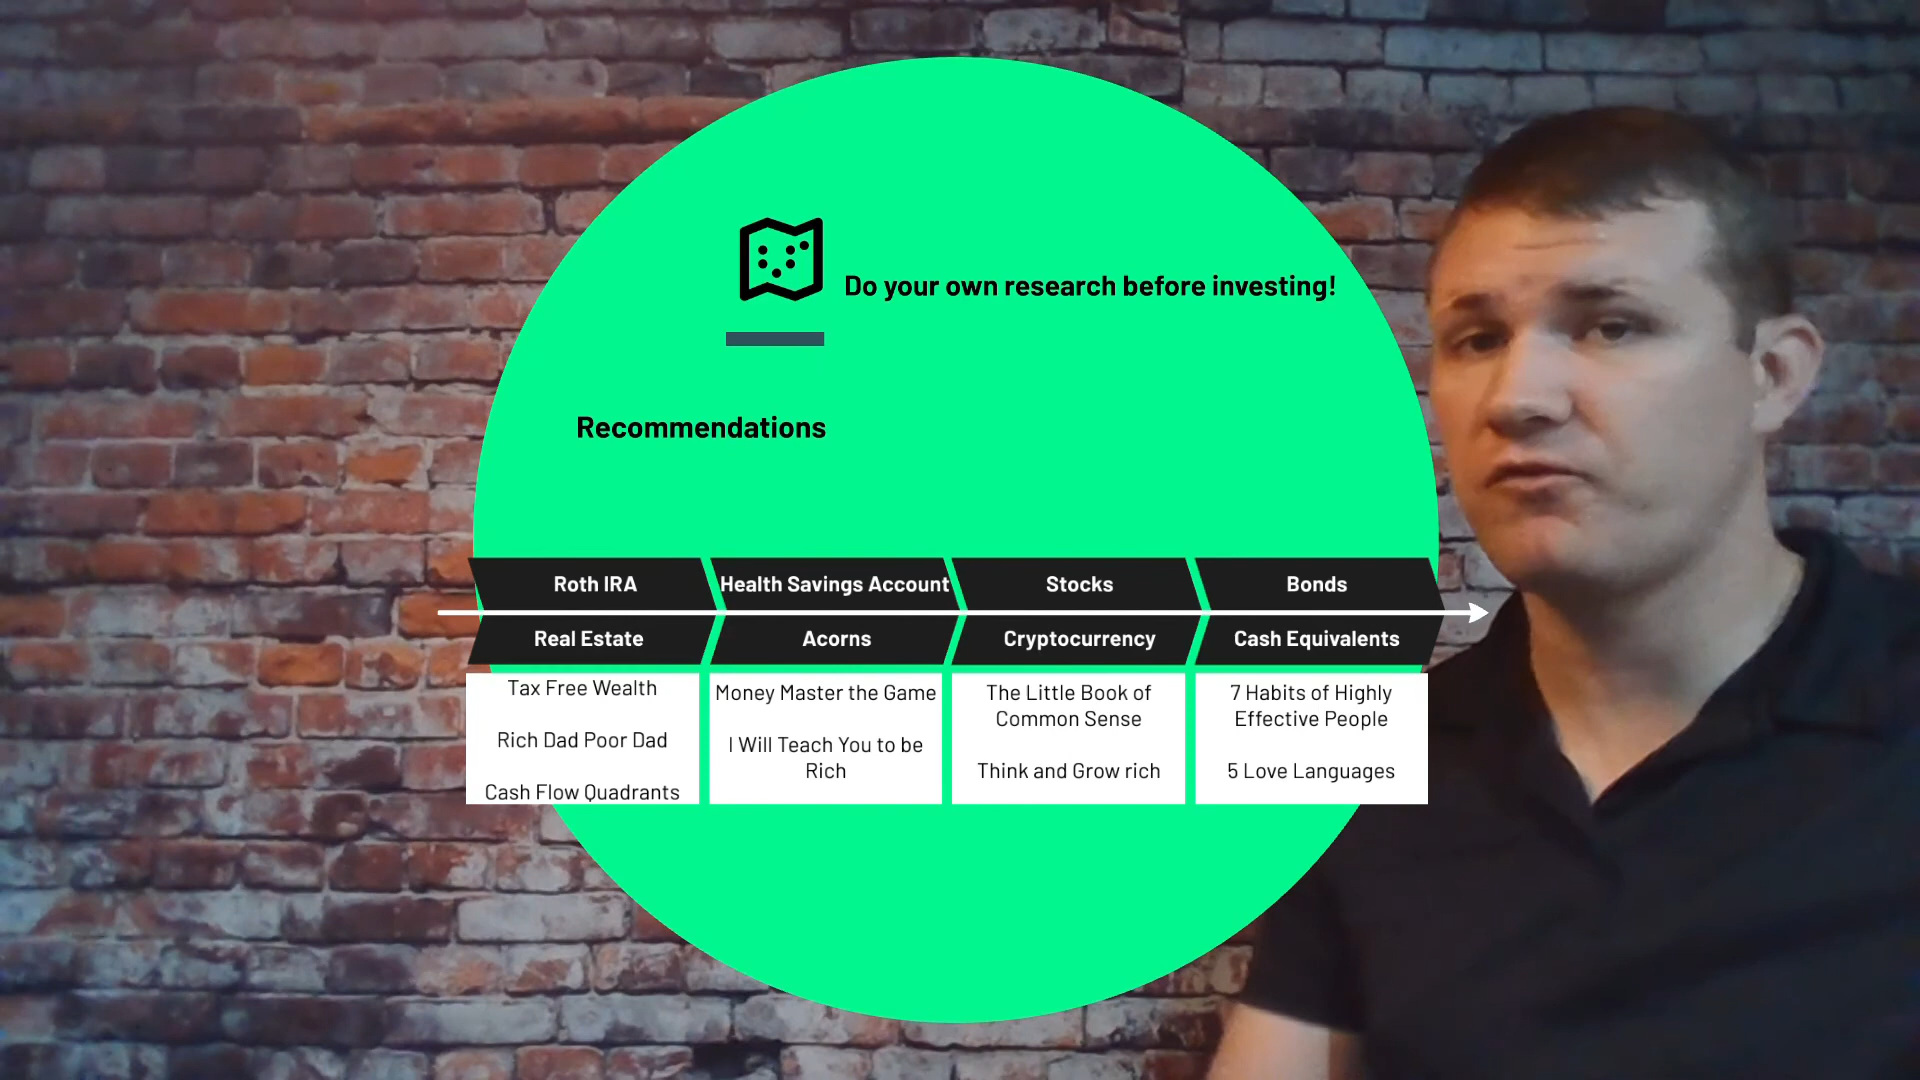 Do your own research before investing!
Recommendations
Roth IRA
Health Savings Account
Stocks
Bonds
Real Estate
Acorns
Cryptocurrency
Cash Equivalents
Tax Free Wealth
Rich Dad Poor Dad
Cash Flow Quadrants
Money Master the Game
I Will Teach You to be
Rich
The Little Book of
Common Sense
Think and Grow rich
7 Habits of Highly
Effective People
5 Love Languages